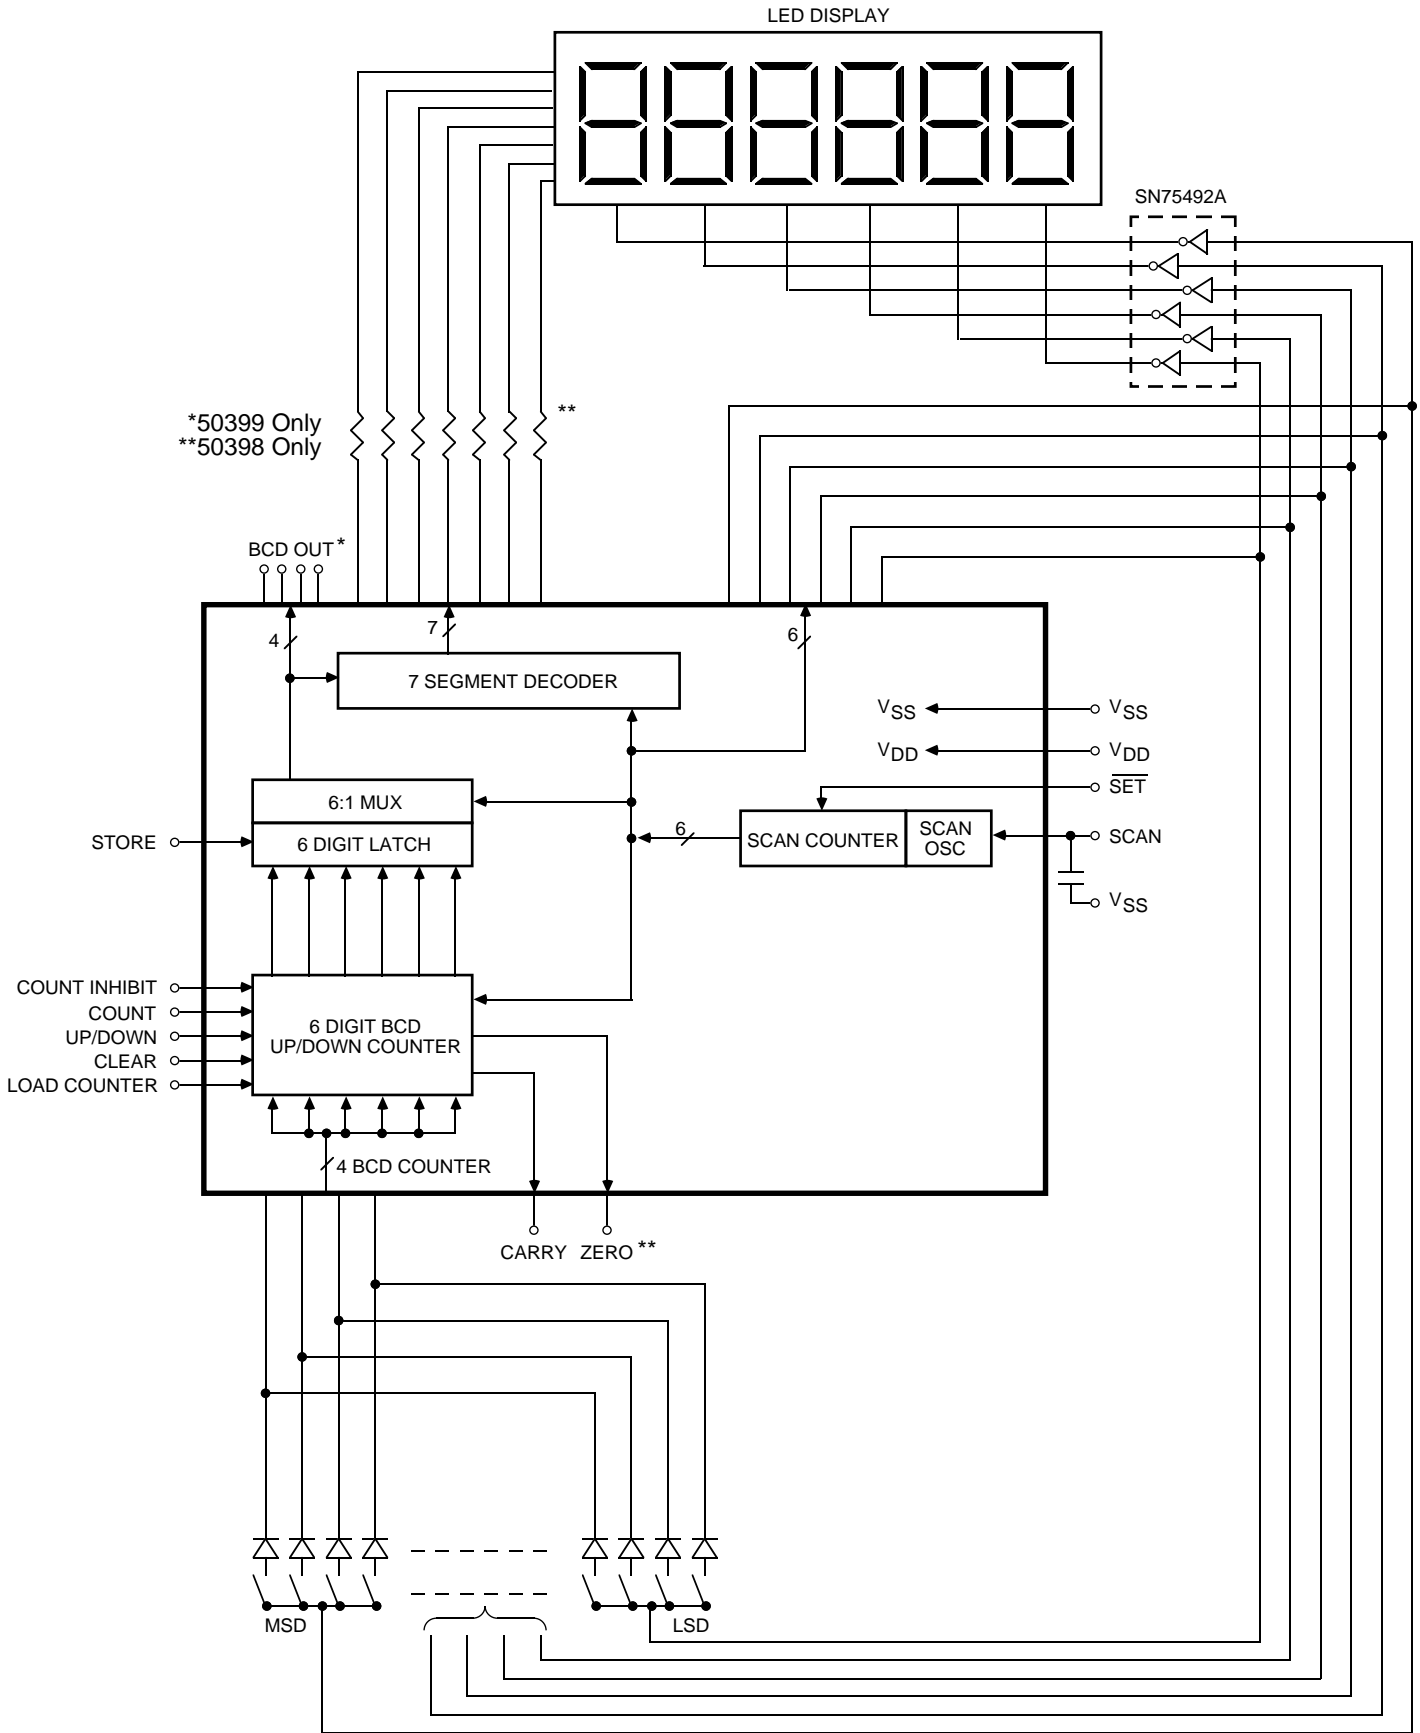 LED DISPLAY
SN75492A
*50399 Only
**50398 Only
**
BCD OUT*
4
7
6
7 SEGMENT DECODER
VSS
VSS
VDD
VDD
SET
6:1 MUX
6
SCAN COUNTER
SCAN
OSC
SCAN
STORE
6 DIGIT LATCH
VSS
COUNT INHIBIT
COUNT
UP/DOWN
CLEAR
LOAD COUNTER
6 DIGIT BCD
UP/DOWN COUNTER
4 BCD COUNTER
CARRY
ZERO**
MSD
LSD